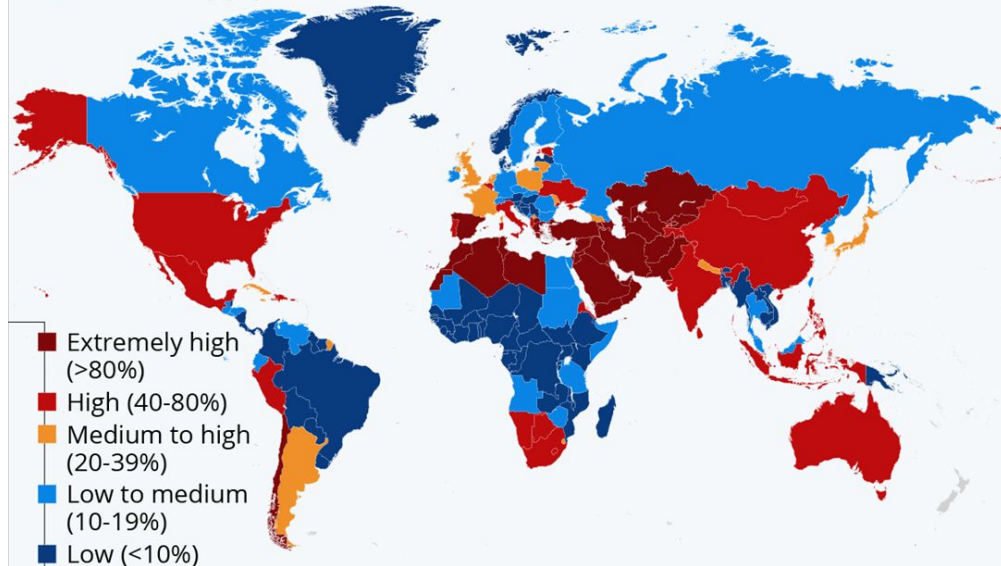 Extremely high
(>80%)
High (40-80%)
Medium to high
(20-39%)
Low to medium
(10-19%)
Low (<10%)